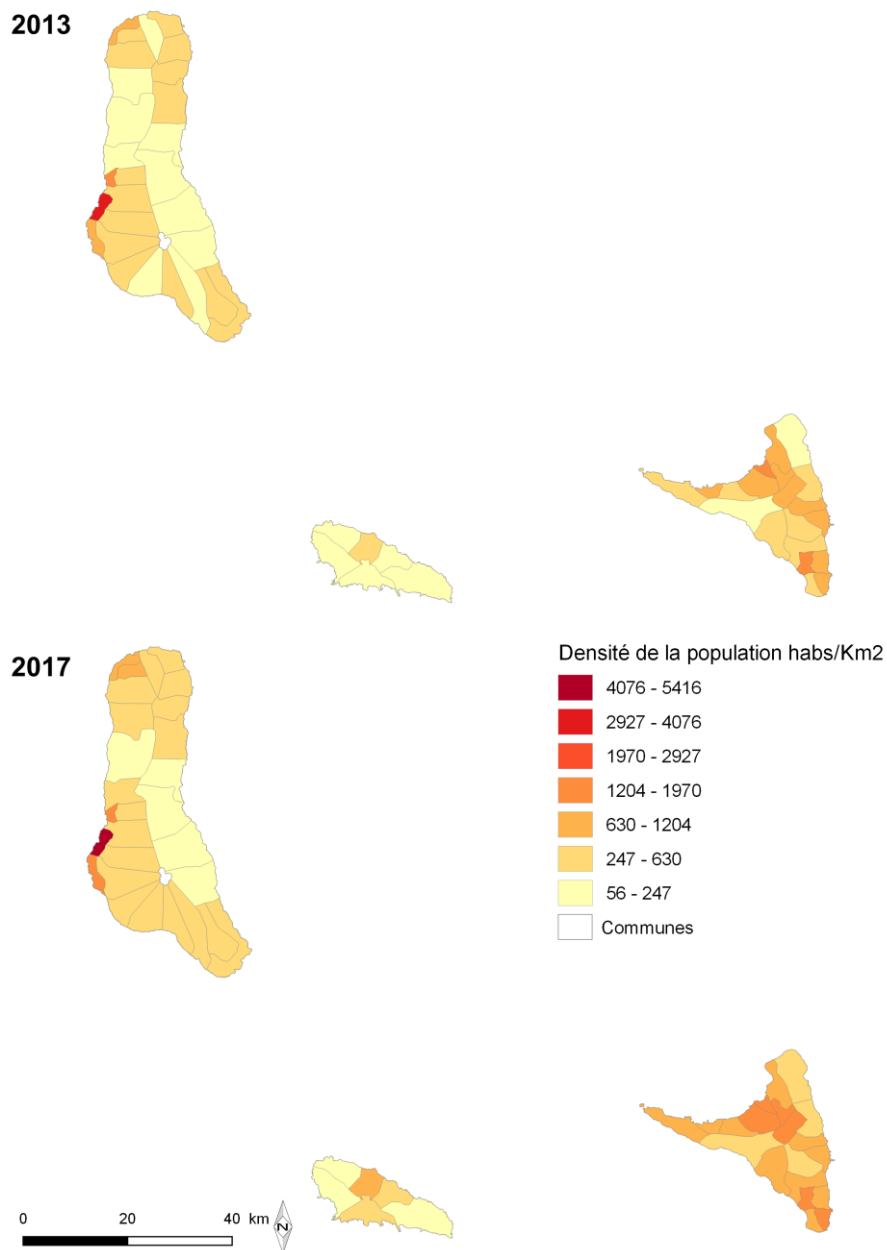 2013
2017
Densité de la population habs/Km2
4076 - 5416
2927 - 4076
1970 - 2927
1204 - 1970
630 - 1204
247 - 630
56 - 247
Communes
0 20 40 km
N